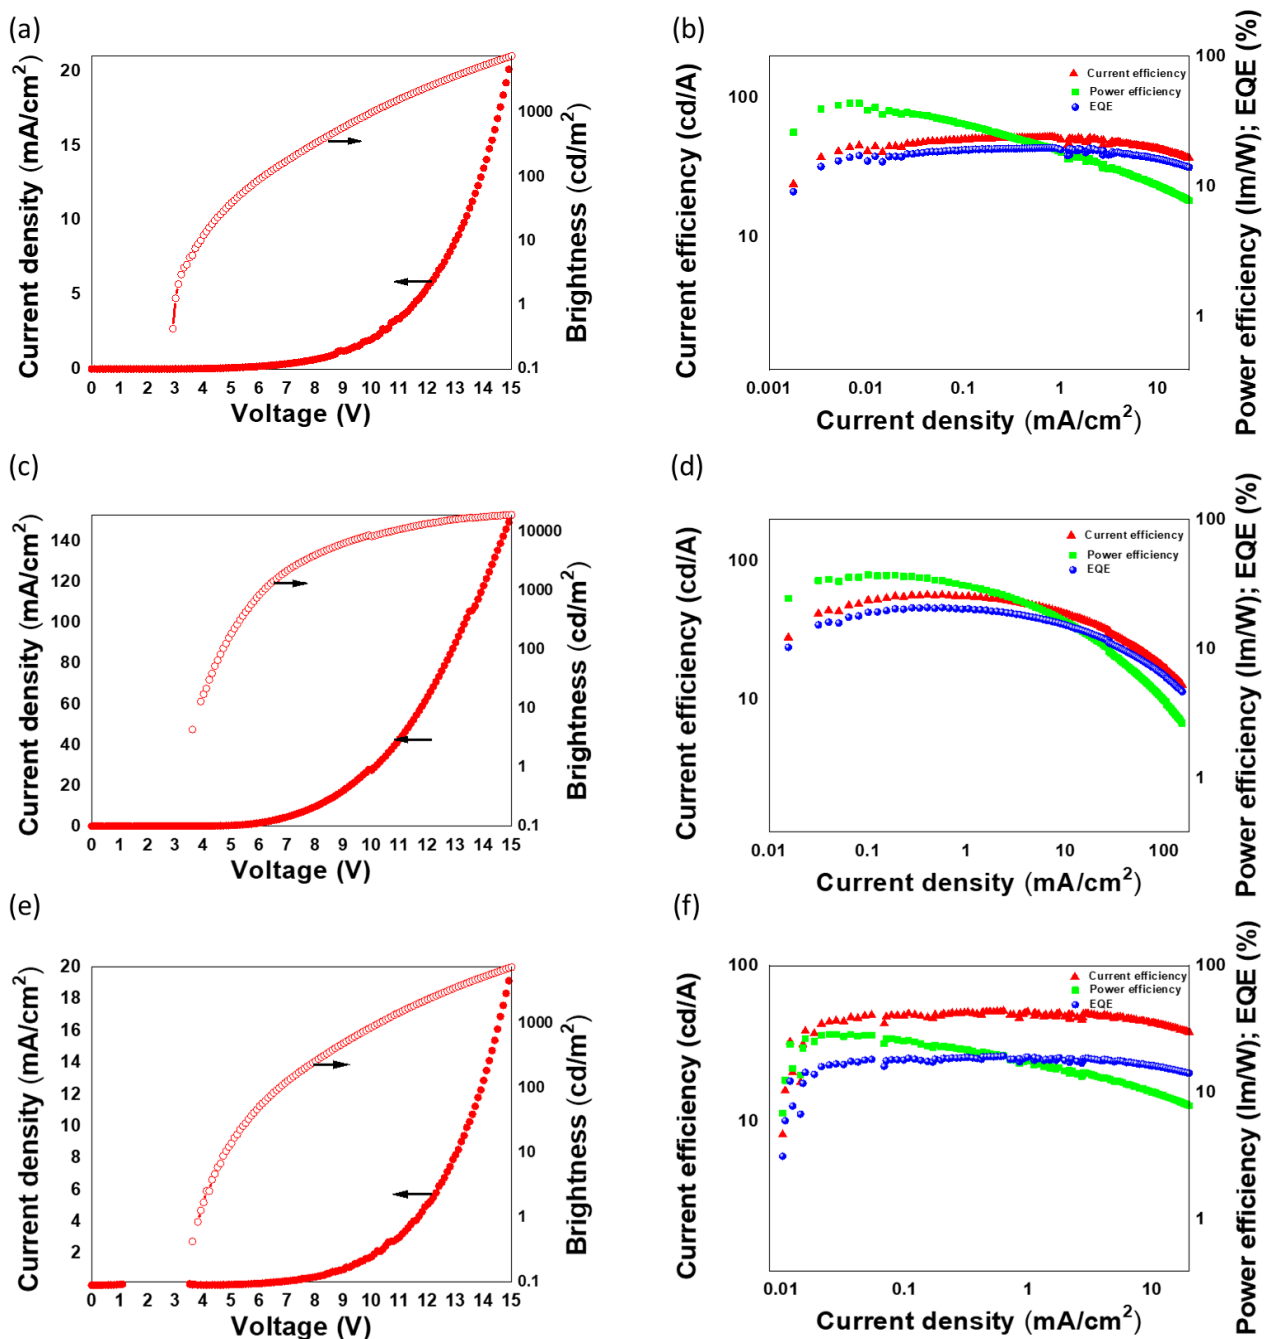 (a)
Current density (mA/cm²)
20
15
10
5
0
0 1 2 3 4 5 6 7 8 9 10 11 12 13 14 15
Voltage (V)
1000
100
10
1
0.1
Brightness (cd/m²)
(b)
Current efficiency (cd/A)
100
10
0.001 0.01 0.1 1 10
Current density (mA/cm²)
Current efficiency
Power efficiency
EQE
100
10
1
Power efficiency (lm/W); EQE (%)
(c)
Current density (mA/cm²)
140
120
100
80
60
40
20
0
0 1 2 3 4 5 6 7 8 9 10 11 12 13 14 15
Voltage (V)
10000
1000
100
10
1
0.1
Brightness (cd/m²)
(d)
Current efficiency (cd/A)
100
10
0.01 0.1 1 10 100
Current density (mA/cm²)
Current efficiency
Power efficiency
EQE
100
10
1
Power efficiency (lm/W); EQE (%)
(e)
Current density (mA/cm²)
20
18
16
14
12
10
8
6
4
2
0 1 2 3 4 5 6 7 8 9 10 11 12 13 14 15
Voltage (V)
1000
100
10
1
0.1
Brightness (cd/m²)
(f)
Current efficiency (cd/A)
100
10
0.01 0.1 1 10
Current density (mA/cm²)
Current efficiency
Power efficiency
EQE
100
10
1
Power efficiency (lm/W); EQE (%)